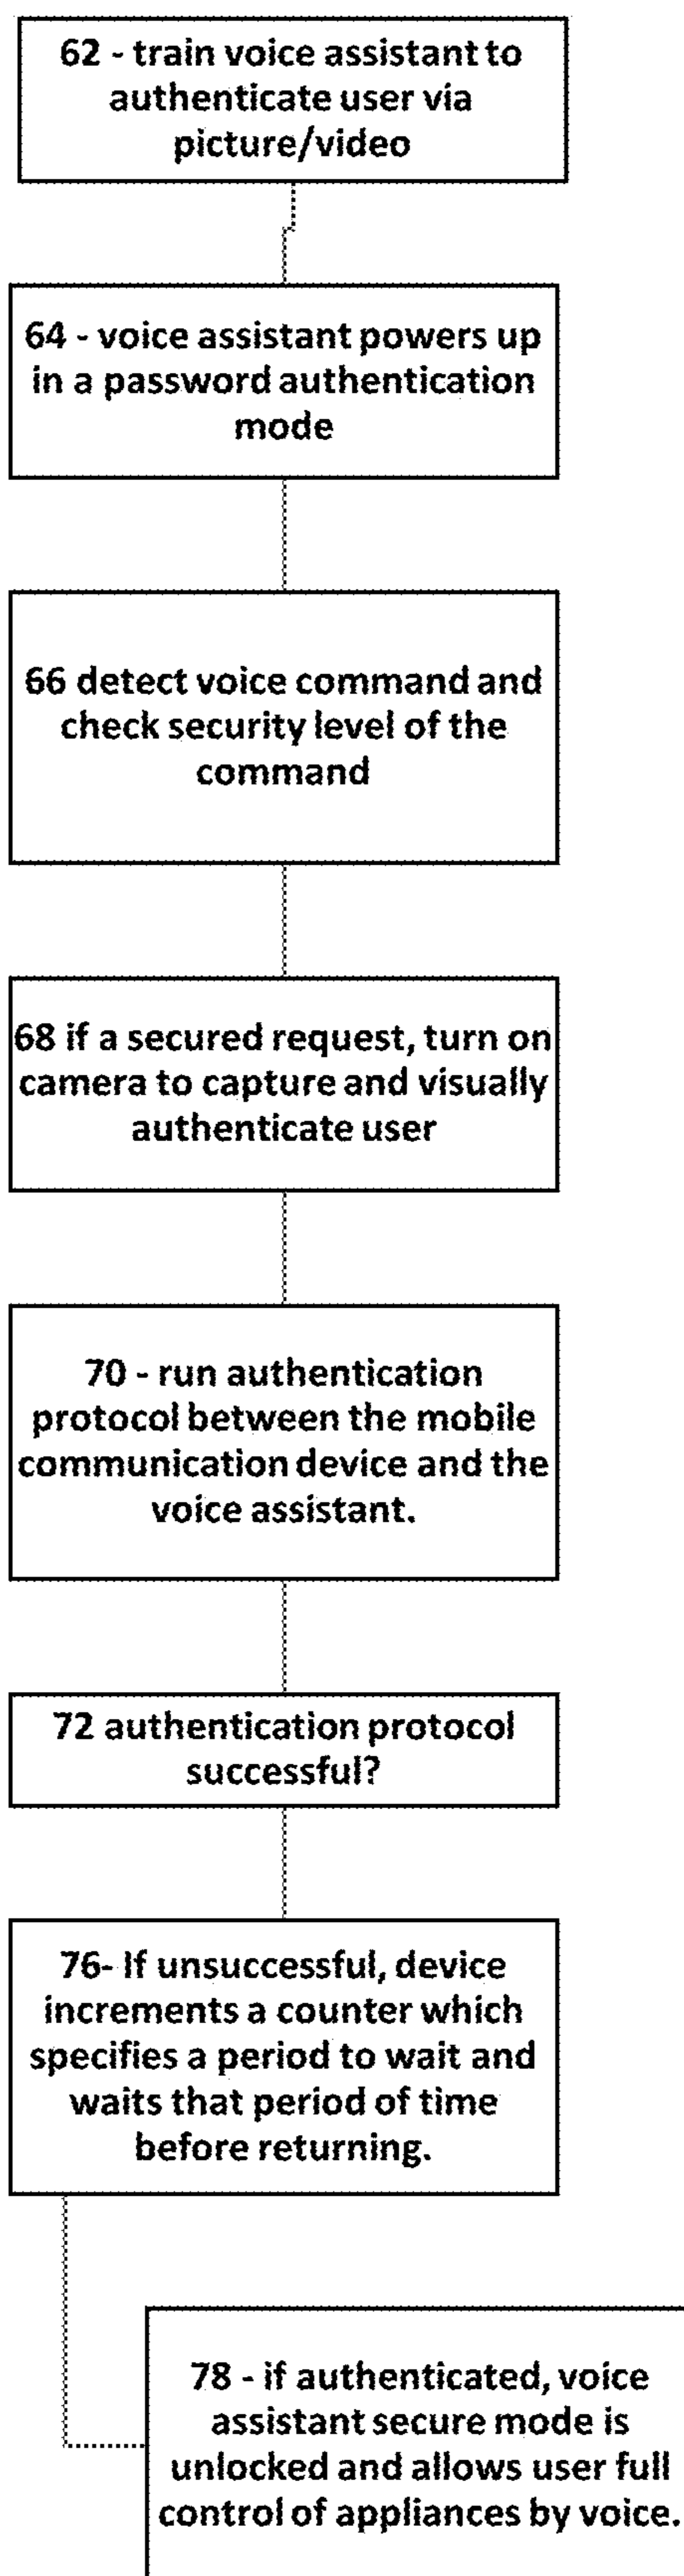 62 - train voice assistant to
authenticate user via
picture/video
64 - voice assistant powers up
in a password authentication
mode
66 detect voice command and
check security level of the
command
68 if a secured request, turn on
camera to capture and visually
authenticate user
70 - run authentication
protocol between the mobile
communication device and the
voice assistant.
72 authentication protocol
successful?
76- If unsuccessful, device
increments a counter which
specifies a period to wait and
waits that period of time
before returning.
78 - if authenticated, voice
assistant secure mode is
unlocked and allows user full
control of appliances by voice.